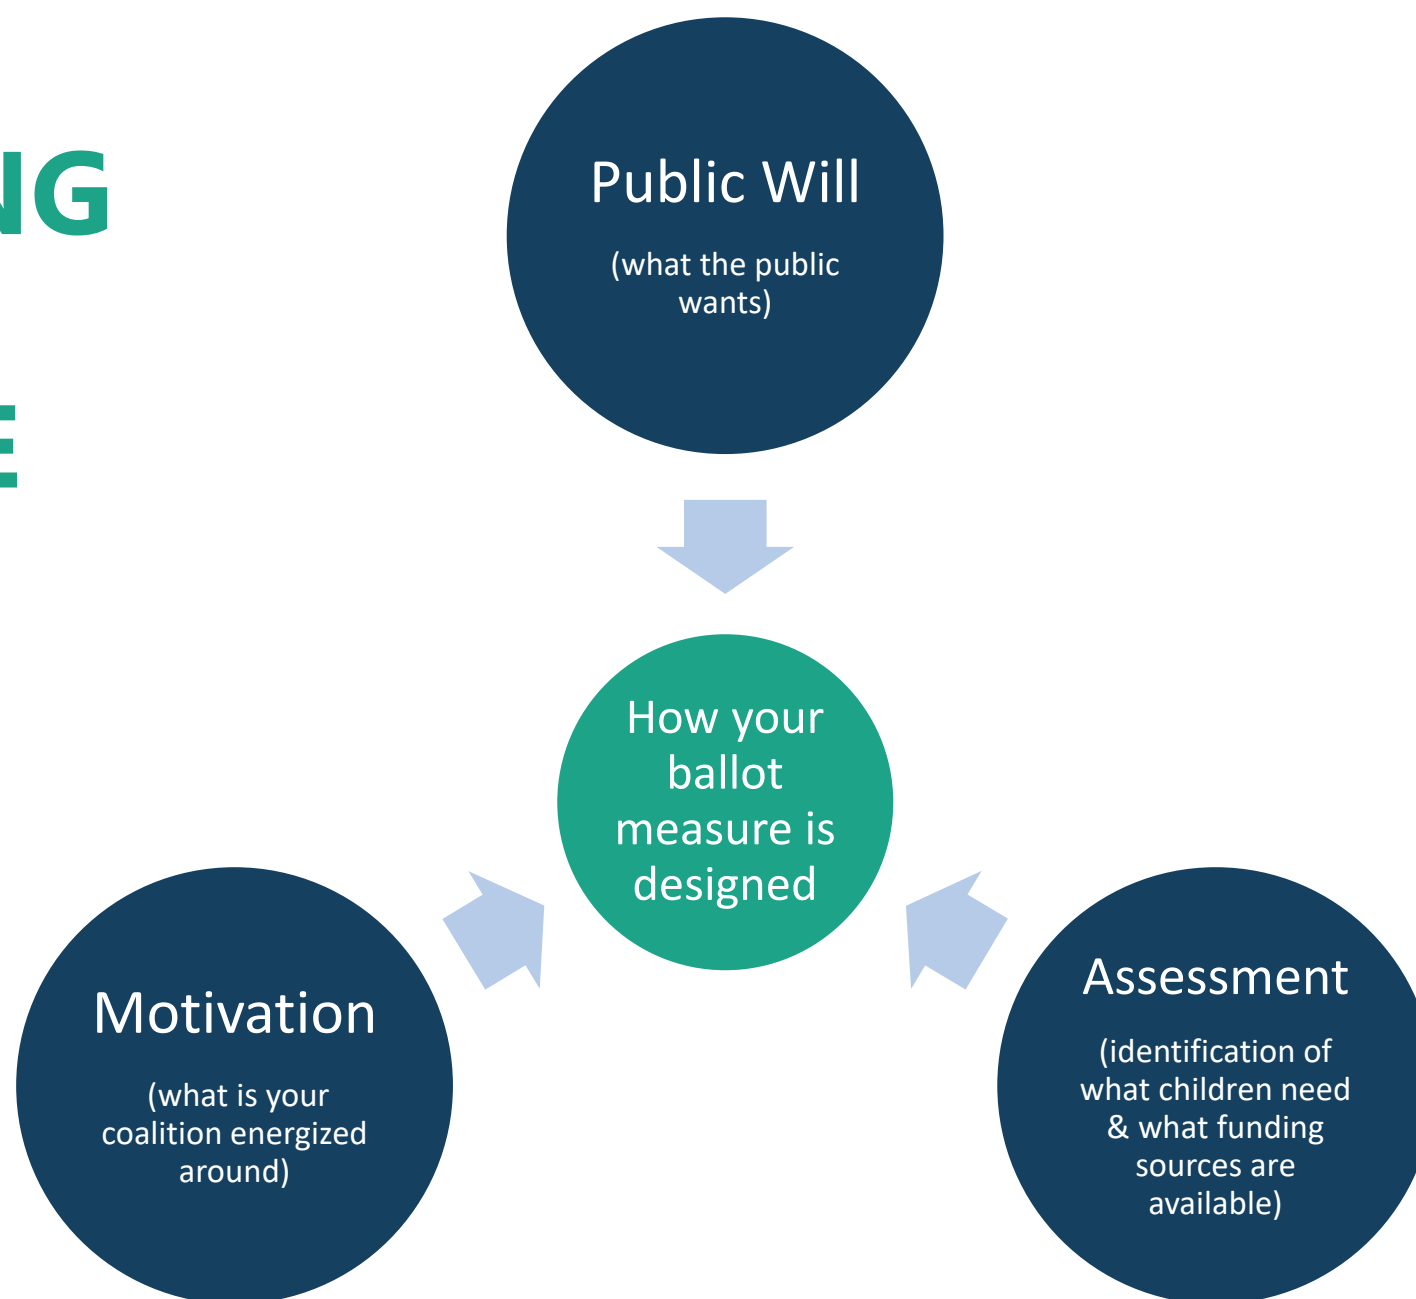 NG
E
Public Will
(what the public
wants)
How your
ballot
measure is
designed
Motivation
(what is your
coalition energized
around)
Assessment
(identification of
what children need
& what funding
sources are
available)